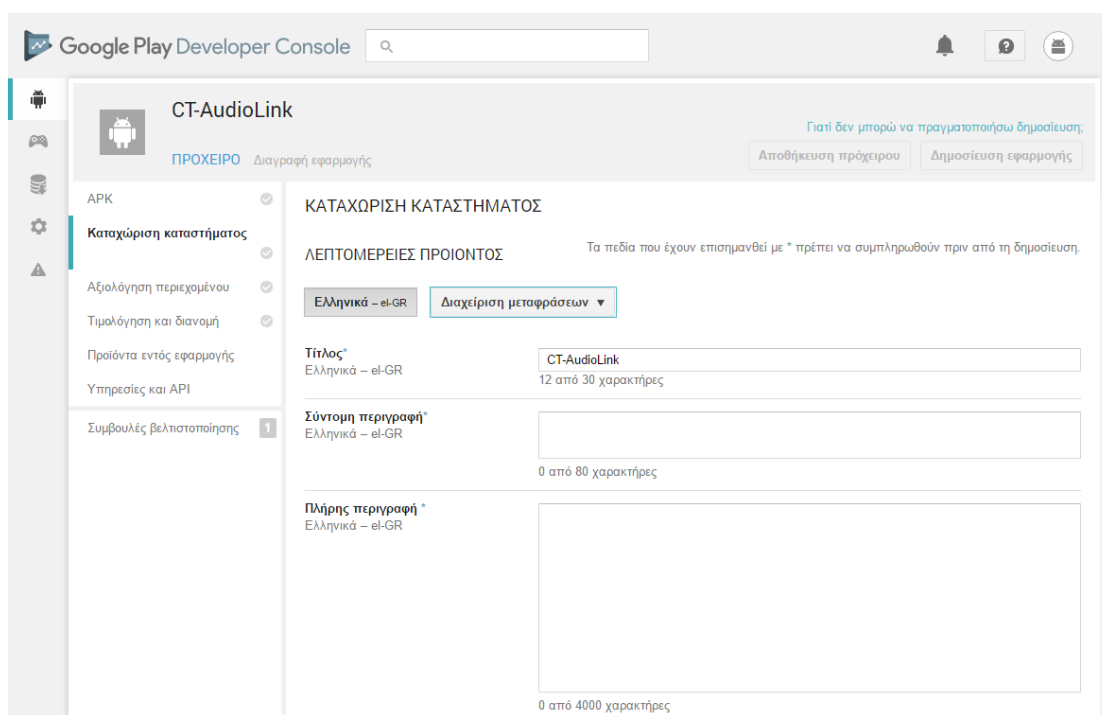 Google Play Developer Console
CT-AudioLink
Γιατί δεν μπορώ να πραγματοποιήσω δημοσίευση;
ΠΡΟΧΕΙΡΟ Διαγραφή εφαρμογής
Αποθήκευση πρόχειρου Δημοσίευση εφαρμογής
APK
Καταχώριση καταστήματος
Αξιολόγηση περιεχομένου
Τιμολόγηση και διανομή
Προϊόντα εντός εφαρμογής
Υπηρεσίες και API
Συμβουλές βελτιστοποίησης 1
ΚΑΤΑΧΩΡΙΣΗ ΚΑΤΑΣΤΗΜΑΤΟΣ
ΛΕΠΤΟΜΕΡΕΙΕΣ ΠΡΟΙΟΝΤΟΣ
Τα πεδία που έχουν επισημανθεί με * πρέπει να συμπληρωθούν πριν από τη δημοσίευση.
Ελληνικά – el-GR Διαχείριση μεταφράσεων ▼
Τίτλος*
Ελληνικά – el-GR
CT-AudioLink
12 από 30 χαρακτήρες
Σύντομη περιγραφή*
Ελληνικά – el-GR
0 από 80 χαρακτήρες
Πλήρης περιγραφή *
Ελληνικά – el-GR
0 από 4000 χαρακτήρες